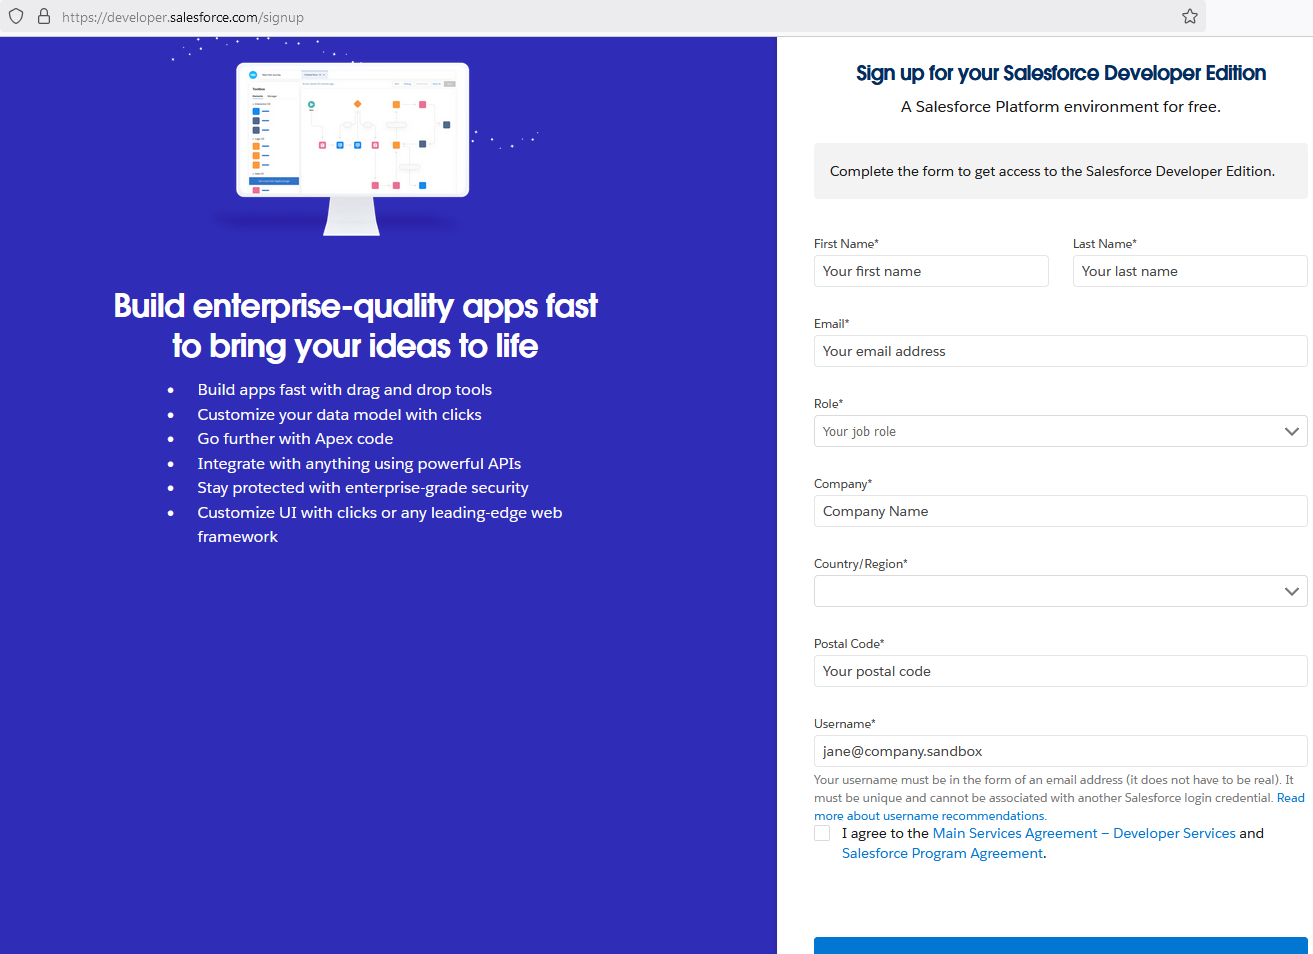 https://developer.salesforce.com/signup
Build enterprise-quality apps fast
to bring your ideas to life
Build apps fast with drag and drop tools
Customize your data model with clicks
Go further with Apex code
Integrate with anything using powerful APIs
Stay protected with enterprise-grade security
Customize UI with clicks or any leading-edge web
framework
Sign up for your Salesforce Developer Edition
A Salesforce Platform environment for free.
Complete the form to get access to the Salesforce Developer Edition.
First Name*
Your first name
Last Name*
Your last name
Email*
Your email address
Role*
Your job role
Company*
Company Name
Country/Region*
Postal Code*
Your postal code
Username*
jane@company.sandbox
Your username must be in the form of an email address (it does not have to be real). It
must be unique and cannot be associated with another Salesforce login credential. Read
more about username recommendations.
I agree to the Main Services Agreement – Developer Services and
Salesforce Program Agreement.